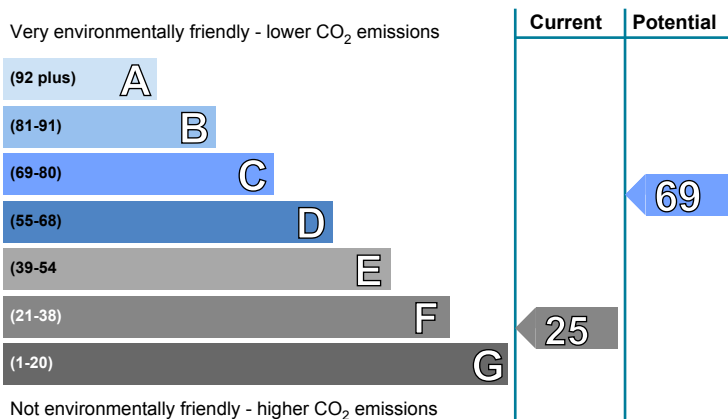 Current Potential
Very environmentally friendly - lower CO2 emissions
(92 plus) A
(81-91) B
(69-80) C
69
(55-68) D
(39-54 E
(21-38) F
25
(1-20) G
Not environmentally friendly - higher CO2 emissions